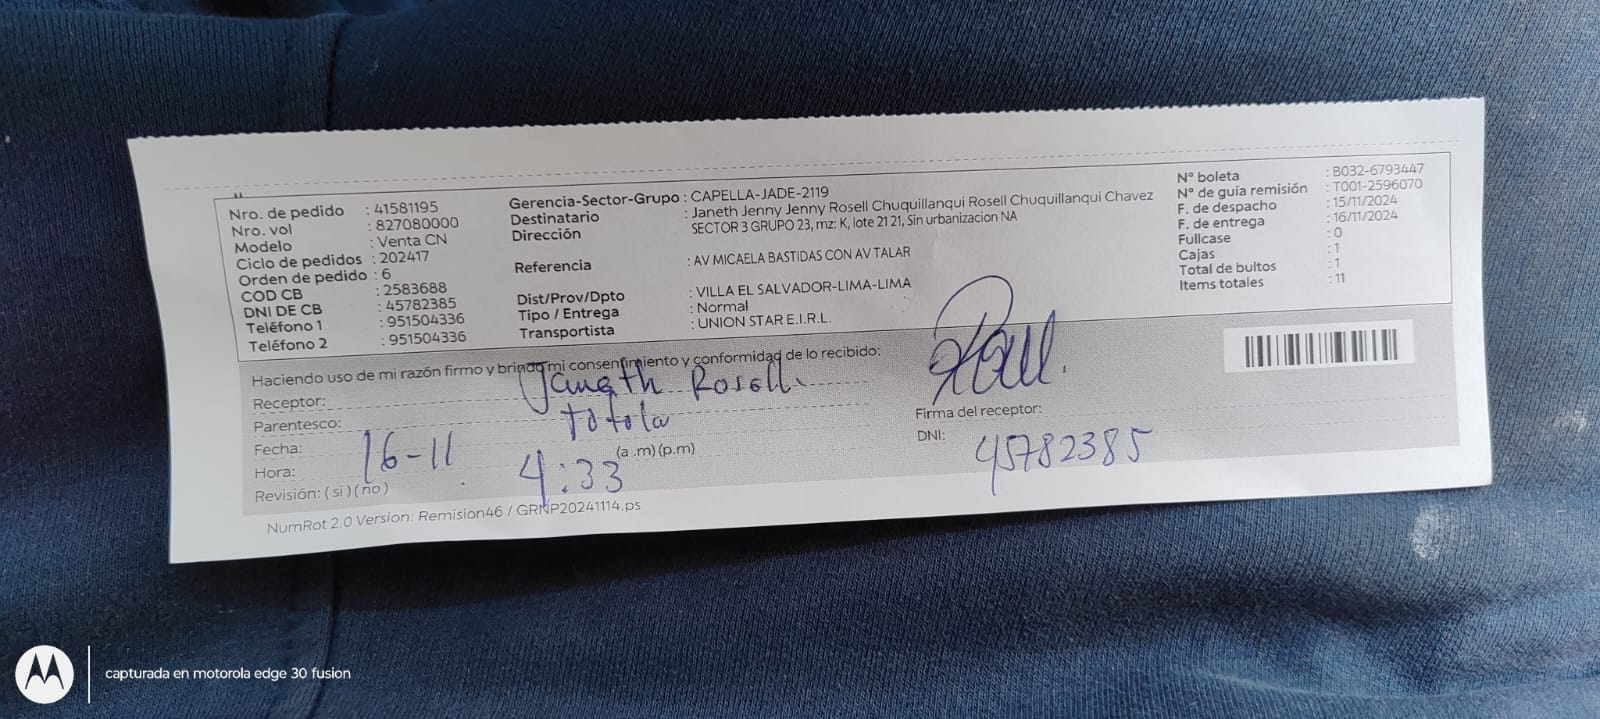 Nro. de pedido : 41581195
Nro. vol : 827080000
Modelo : Venta CN
Ciclo de pedidos : 202417
Orden de pedido : 6
COD CB : 2583688
DNI DE CB : 45782385
Teléfono 1 : 951504336
Teléfono 2 : 951504336
Gerencia-Sector-Grupo : CAPELLA-JADE-2119
Destinatario : Janeth Jenny Jenny Rosell Chuquillanqui Rosell Chuquillanqui Chavez
Dirección SECTOR 3 GRUPO 23, mz: K, lote 21 21, Sin urbanizacion NA
Referencia : AV MICAELA BASTIDAS CON AV TALAR
Dist/Prov/Dpto : VILLA EL SALVADOR-LIMA-LIMA
Tipo / Entrega : Normal
Transportista : UNION STAR E.I.R.L.
N° boleta : B032-6793447
N° de guía remisión : T001-2596070
F. de despacho : 15/11/2024
F. de entrega : 16/11/2024
Fullcase : 0
Cajas : 1
Total de bultos : 1
Items totales : 11
Haciendo uso de mi razón firmo y brindo mi consentimiento y conformidad de lo recibido:
Receptor: Janeth Rosell
Parentesco:
Fecha: 16-11
Hora: 4:33 (a .m) (p.m)
Revisión: ( si ) ( no )
Firma del receptor:
DNI: 45782385
NumRot 2.0 Version: Remision46 / GRNP20241114.ps
capturada en motorola edge 30 fusion